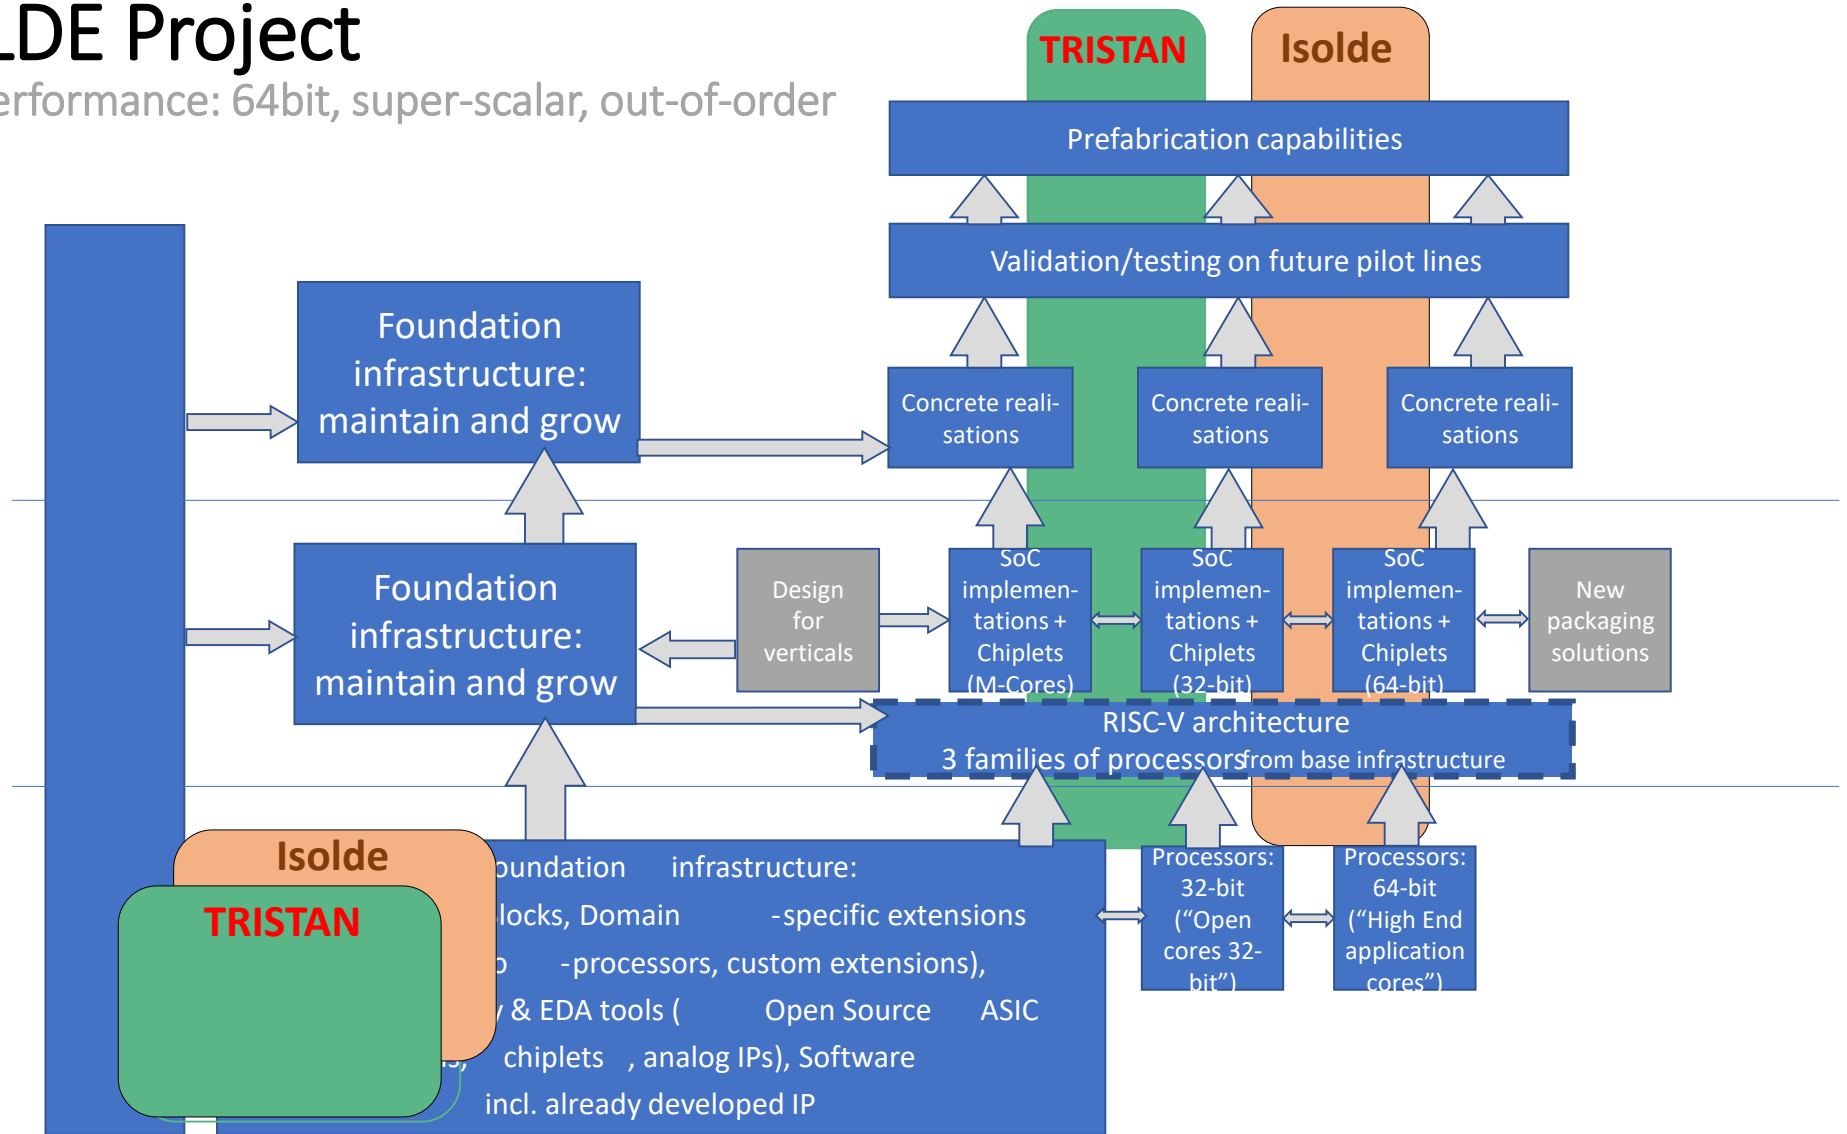 LDE Project
erformance: 64bit, super-scalar, out-of-order
TRISTAN
Isolde
Prefabrication capabilities
Validation/testing on future pilot lines
Foundation
infrastructure:
maintain and grow
Concrete reali-
sations
Concrete reali-
sations
Concrete reali-
sations
Foundation
infrastructure:
maintain and grow
Design
for
verticals
SoC
implemen-
tations +
Chiplets
(M-Cores)
SoC
implemen-
tations +
Chiplets
(32-bit)
SoC
implemen-
tations +
Chiplets
(64-bit)
New
packaging
solutions
RISC-V architecture
3 families of processors from base infrastructure
Isolde
TRISTAN
oundation infrastructure:
locks, Domain -specific extensions
-processors, custom extensions),
& EDA tools ( Open Source ASIC
chiplets , analog IPs), Software
incl. already developed IP
Processors:
32-bit
("Open
cores 32-
bit")
Processors:
64-bit
("High End
application
cores")